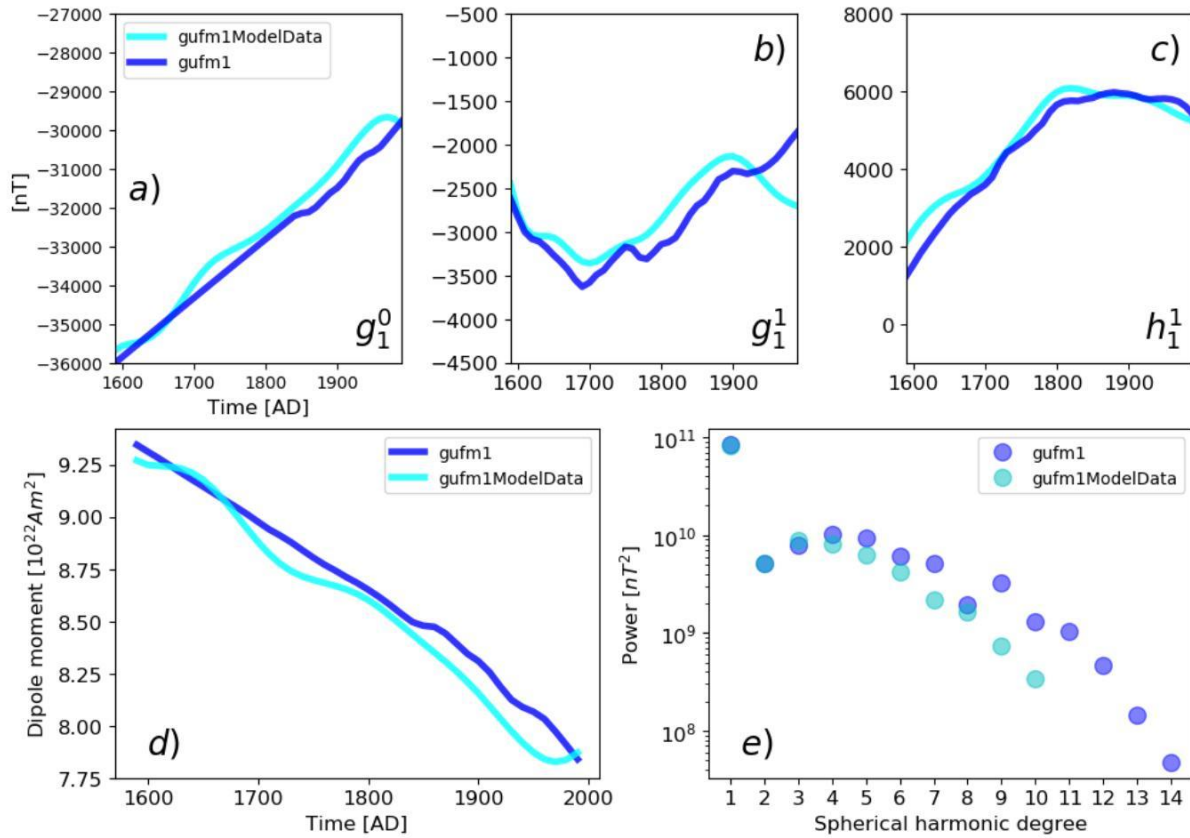 −27000
−28000
−29000
−30000
−31000
−32000
−33000
−34000
−35000
−36000
[nT]
gufm1ModelData
gufm1
a)
g₁⁰
1600 1700 1800 1900
Time [AD]
−500
−1000
−1500
−2000
−2500
−3000
−3500
−4000
−4500
b)
g₁¹
1600 1700 1800 1900
8000
6000
4000
2000
0
c)
h₁¹
1600 1700 1800 1900
Dipole moment [10²²Am²]
9.25
9.00
8.75
8.50
8.25
8.00
7.75
gufm1
gufm1ModelData
d)
1600 1700 1800 1900 2000
Time [AD]
Power [nT²]
10¹¹
10¹⁰
10⁹
10⁸
gufm1
gufm1ModelData
e)
1 2 3 4 5 6 7 8 9 10 11 12 13 14
Spherical harmonic degree